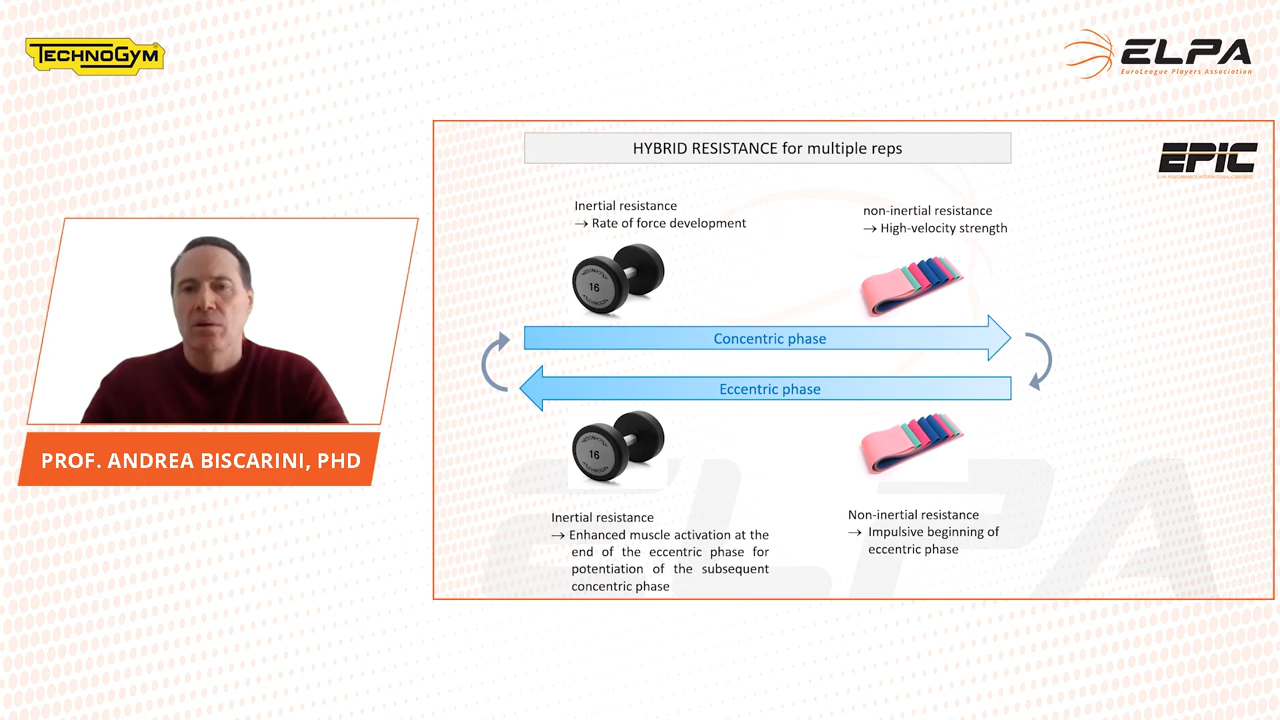 TECHNOGYM
ELPA
EuroLeague Players Association
HYBRID RESISTANCE for multiple reps
EPIC
Inertial resistance
→ Rate of force development
non-inertial resistance
→ High-velocity strength
16
Concentric phase
Eccentric phase
16
PROF. ANDREA BISCARINI, PHD
Inertial resistance
→ Enhanced muscle activation at the
end of the eccentric phase for
potentiation of the subsequent
concentric phase
Non-inertial resistance
→ Impulsive beginning of
eccentric phase
ELPA